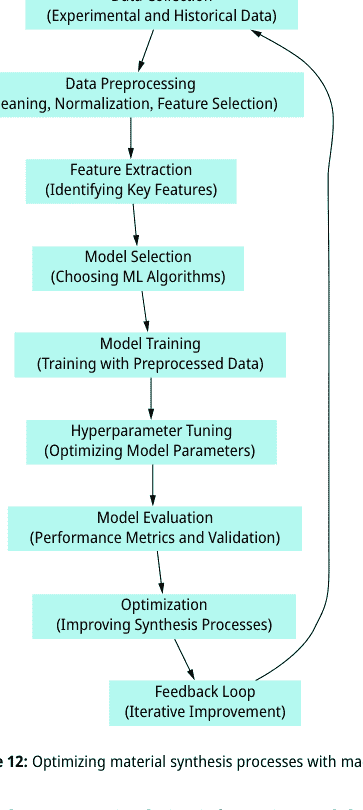 (Experimental and Historical Data)
Data Preprocessing
eaning, Normalization, Feature Selection)
Feature Extraction
(Identifying Key Features)
Model Selection
(Choosing ML Algorithms)
Model Training
(Training with Preprocessed Data)
Hyperparameter Tuning
(Optimizing Model Parameters)
Model Evaluation
(Performance Metrics and Validation)
Optimization
(Improving Synthesis Processes)
Feedback Loop
(Iterative Improvement)
e 12: Optimizing material synthesis processes with ma